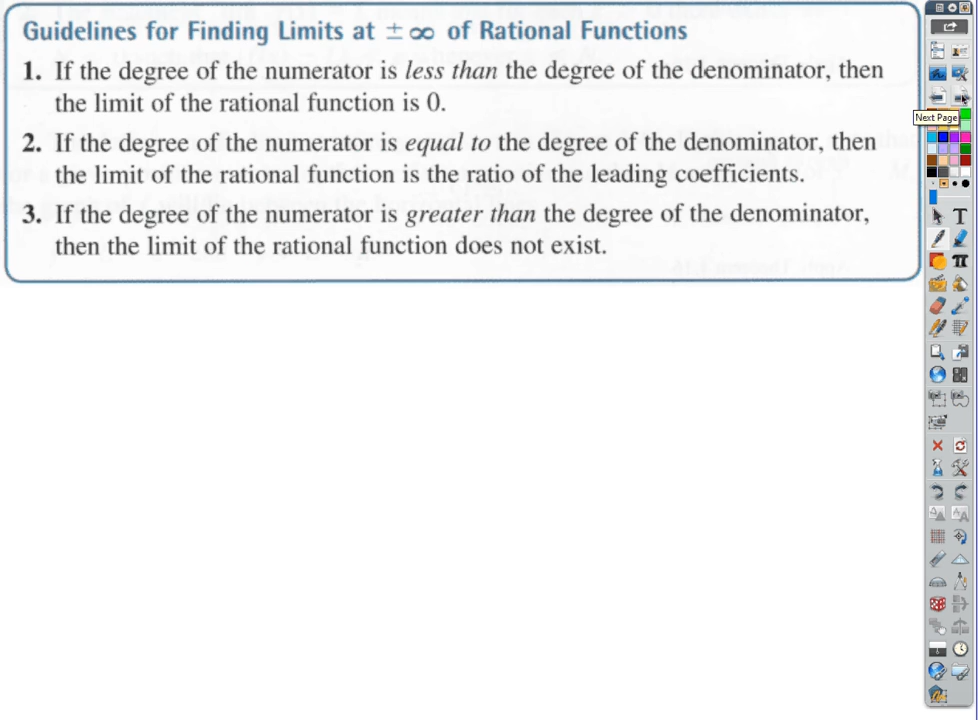 Guidelines for Finding Limits at ±∞ of Rational Functions
1. If the degree of the numerator is less than the degree of the denominator, then
the limit of the rational function is 0.
2. If the degree of the numerator is equal to the degree of the denominator, then
the limit of the rational function is the ratio of the leading coefficients.
3. If the degree of the numerator is greater than the degree of the denominator,
then the limit of the rational function does not exist.
Next Page